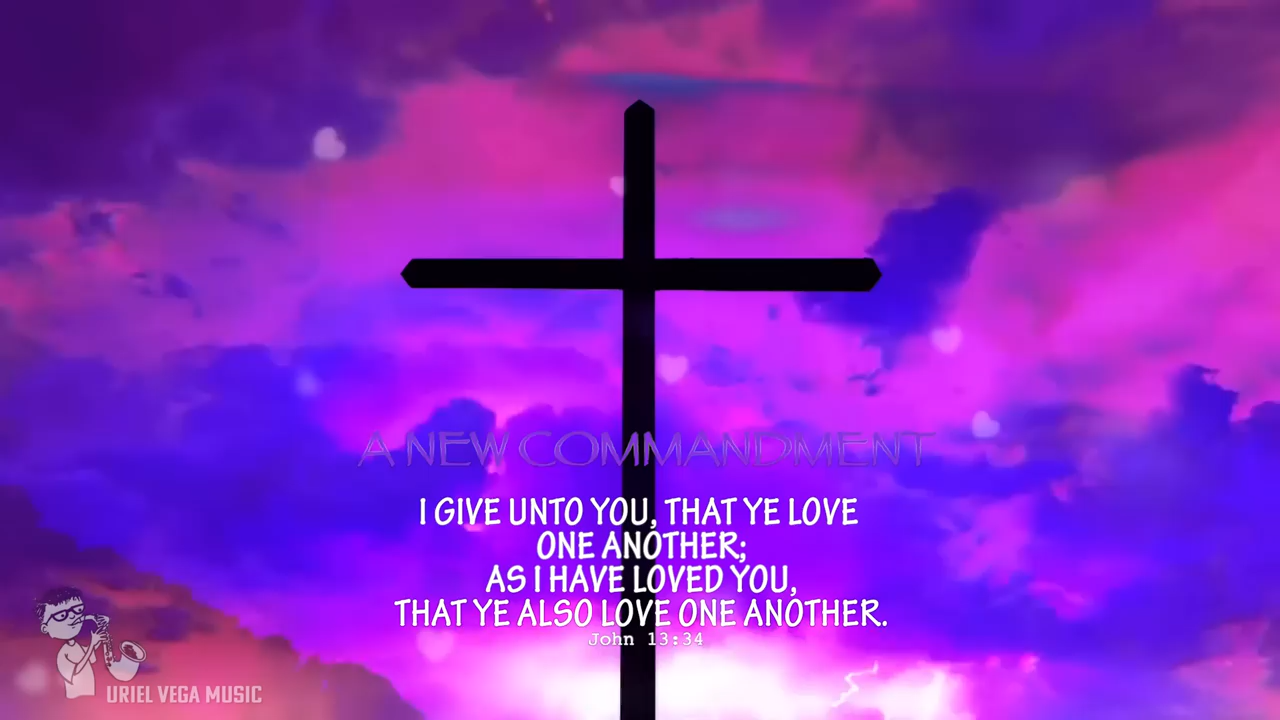 A NEW COMMANDMENT
I GIVE UNTO YOU, THAT YE LOVE
ONE ANOTHER;
AS I HAVE LOVED YOU,
THAT YE ALSO LOVE ONE ANOTHER.
John 13:34
URIEL VEGA MUSIC